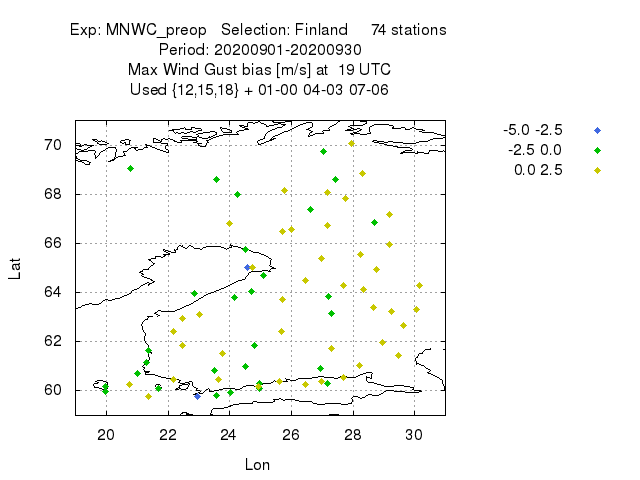 Exp: MNWC_preop Selection: Finland 74 stations
Period: 20200901-20200930
Max Wind Gust bias [m/s] at 19 UTC
Used {12,15,18} + 01-00 04-03 07-06
-5.0 -2.5
-2.5 0.0
0.0 2.5
70
68
66
64
62
60
Lat
20 22 24 26 28 30
Lon